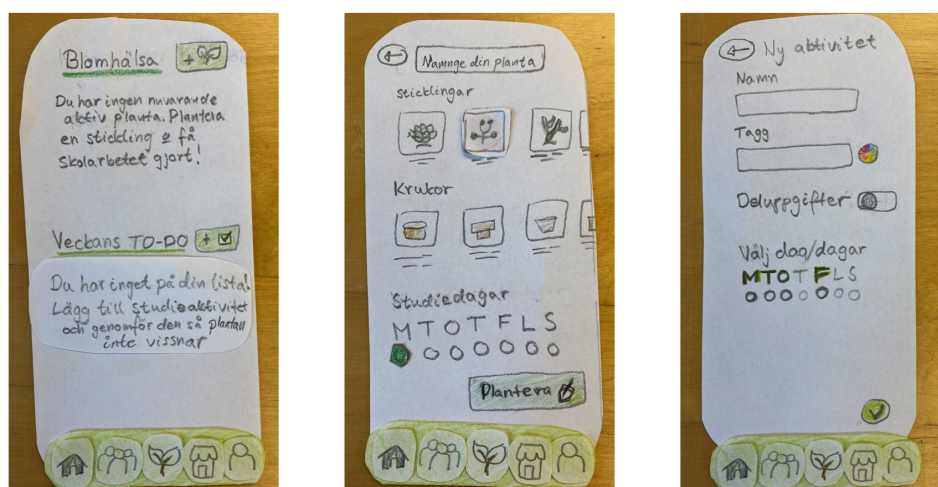 Blomhälsa
+
Du har ingen nuvarande
aktiv planta. Plantera
en stickling & få
skolarbetet gjort!
Veckans TO-DO
+
Du har inget på din lista!
Lägg till studieaktivitet
och genomför den så plantan
inte vissnar
Namnge din planta
sticklingar
Krukor
Studiedagar
M T O T F L S
Plantera
Ny aktivitet
Namn
Tagg
Deluppgifter
Välj dag/dagar
M T O T F L S